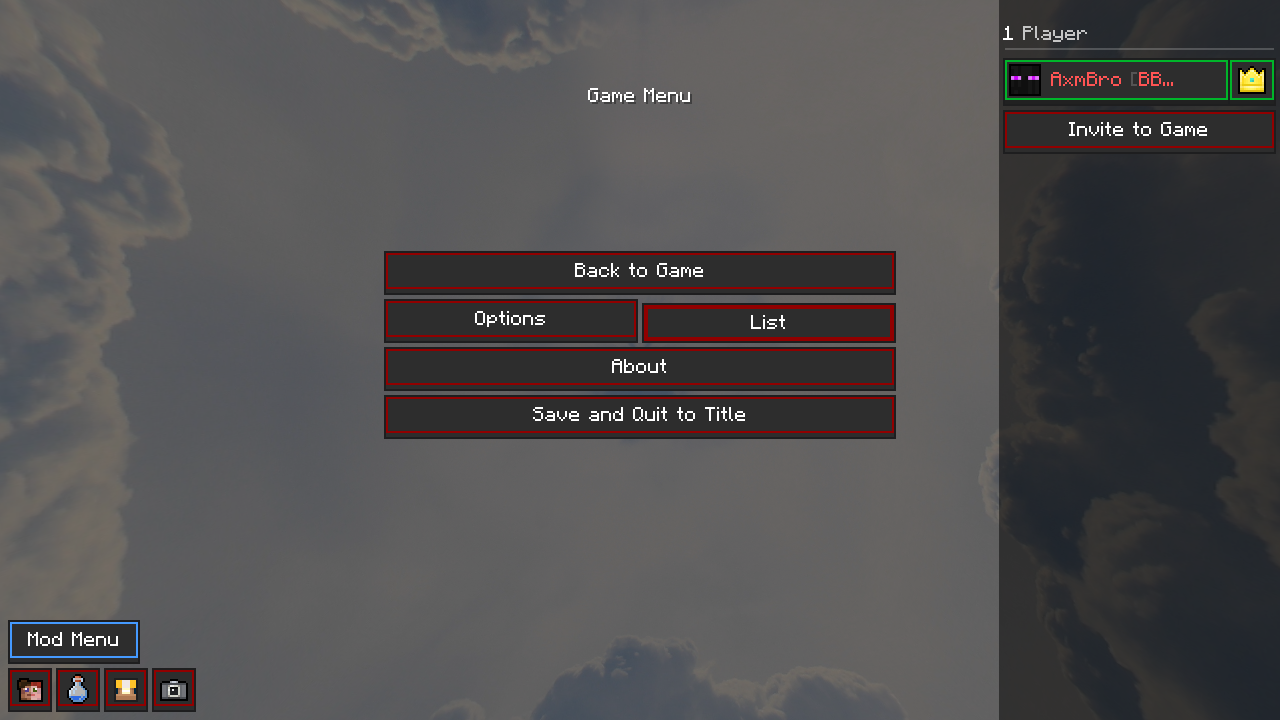 Game Menu
Back to Game
Options
List
About
Save and Quit to Title
Mod Menu
1 Player
AxmBro [BB...
Invite to Game